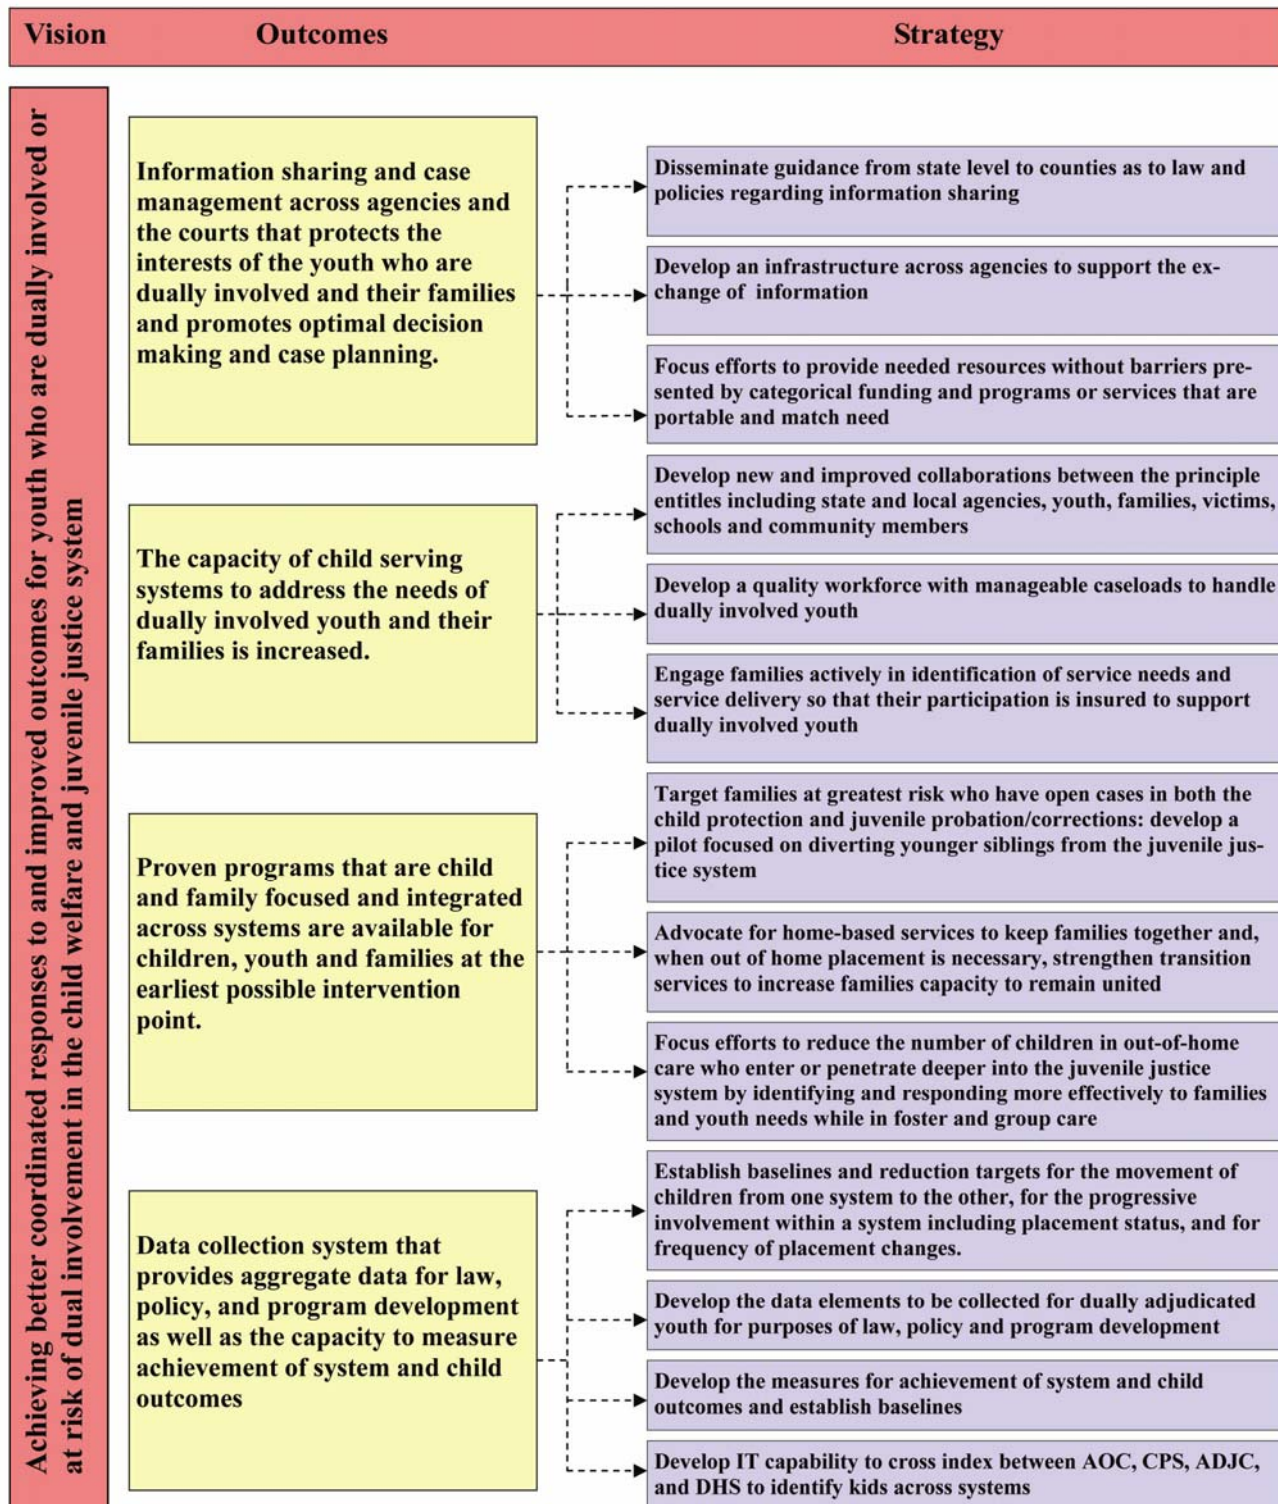 Vision Outcomes Strategy
Achieving better coordinated responses to and improved outcomes for youth who are dually involved or
at risk of dual involvement in the child welfare and juvenile justice system
Information sharing and case
management across agencies and
the courts that protects the
interests of the youth who are
dually involved and their families
and promotes optimal decision
making and case planning.
Disseminate guidance from state level to counties as to law and
policies regarding information sharing
Develop an infrastructure across agencies to support the ex-
change of information
Focus efforts to provide needed resources without barriers pre-
sented by categorical funding and programs or services that are
portable and match need
The capacity of child serving
systems to address the needs of
dually involved youth and their
families is increased.
Develop new and improved collaborations between the principle
entitles including state and local agencies, youth, families, victims,
schools and community members
Develop a quality workforce with manageable caseloads to handle
dually involved youth
Engage families actively in identification of service needs and
service delivery so that their participation is insured to support
dually involved youth
Proven programs that are child
and family focused and integrated
across systems are available for
children, youth and families at the
earliest possible intervention
point.
Target families at greatest risk who have open cases in both the
child protection and juvenile probation/corrections: develop a
pilot focused on diverting younger siblings from the juvenile jus-
tice system
Advocate for home-based services to keep families together and,
when out of home placement is necessary, strengthen transition
services to increase families capacity to remain united
Focus efforts to reduce the number of children in out-of-home
care who enter or penetrate deeper into the juvenile justice
system by identifying and responding more effectively to families
and youth needs while in foster and group care
Data collection system that
provides aggregate data for law,
policy, and program development
as well as the capacity to measure
achievement of system and child
outcomes
Establish baselines and reduction targets for the movement of
children from one system to the other, for the progressive
involvement within a system including placement status, and for
frequency of placement changes.
Develop the data elements to be collected for dually adjudicated
youth for purposes of law, policy and program development
Develop the measures for achievement of system and child
outcomes and establish baselines
Develop IT capability to cross index between AOC, CPS, ADJC,
and DHS to identify kids across systems